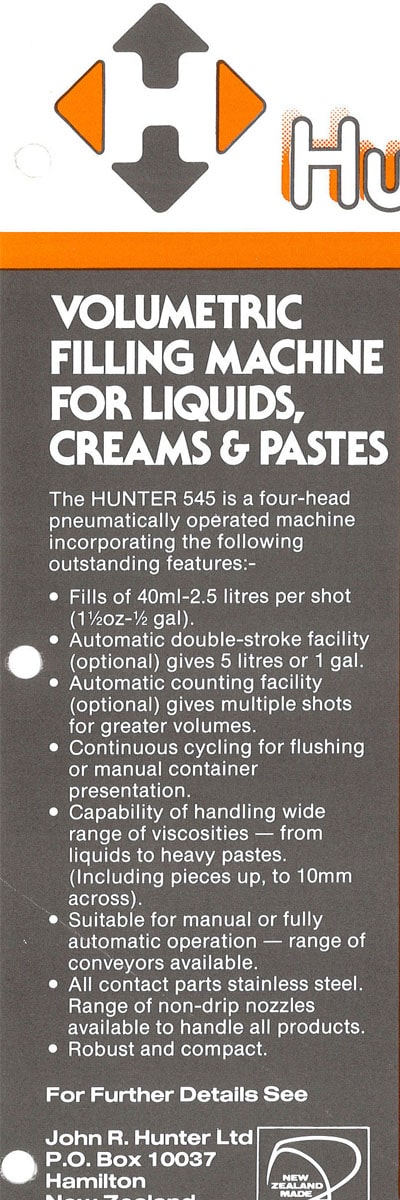 H
Hu
VOLUMETRIC
FILLING MACHINE
FOR LIQUIDS,
CREAMS & PASTES
The HUNTER 545 is a four-head
pneumatically operated machine
incorporating the following
outstanding features:-
• Fills of 40ml-2.5 litres per shot
(1½oz-½ gal).
• Automatic double-stroke facility
(optional) gives 5 litres or 1 gal.
• Automatic counting facility
(optional) gives multiple shots
for greater volumes.
• Continuous cycling for flushing
or manual container
presentation.
• Capability of handling wide
range of viscosities — from
liquids to heavy pastes.
(Including pieces up, to 10mm
across).
• Suitable for manual or fully
automatic operation — range of
conveyors available.
• All contact parts stainless steel.
Range of non-drip nozzles
available to handle all products.
• Robust and compact.
For Further Details See
John R. Hunter Ltd
P.O. Box 10037
Hamilton
New Zealand
NEW
ZEALAND
MADE